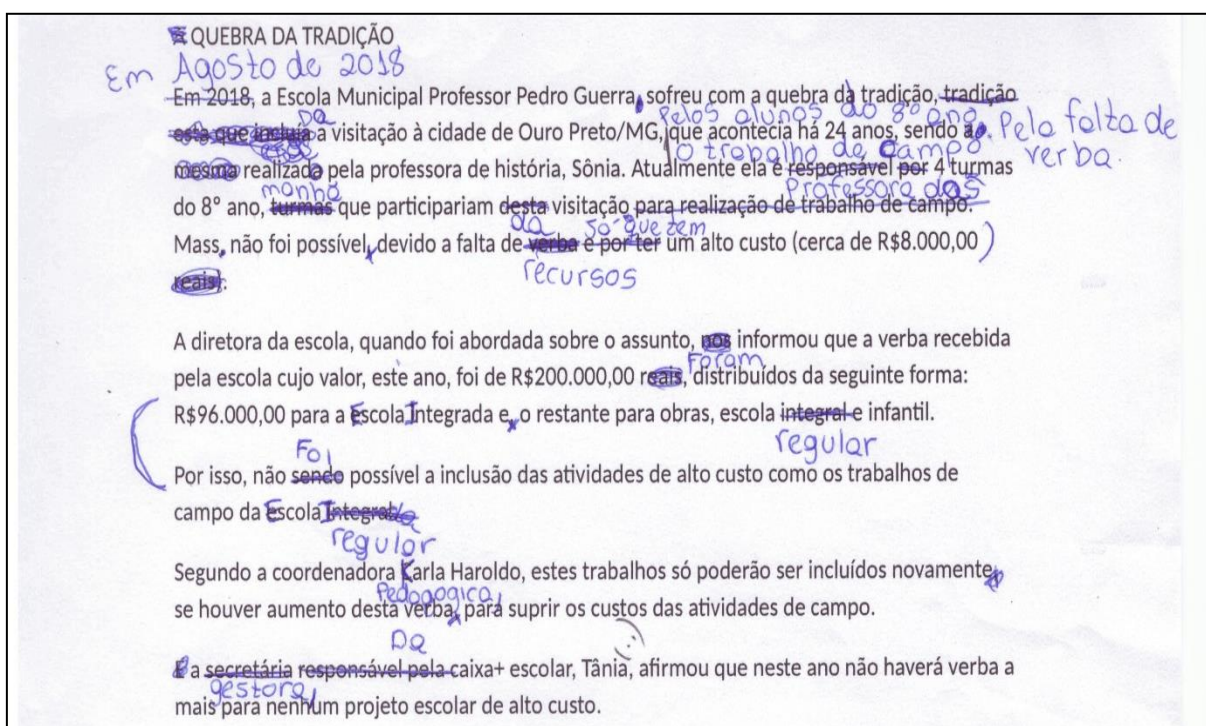 QUEBRA DA TRADIÇÃO
Em Agosto de 2018
Em 2018, a Escola Municipal Professor Pedro Guerra, sofreu com a quebra da tradição, tradição
Da pelos alunos do 8º ano. Pela falta de
esta que incluia a visitação à cidade de Ouro Preto/MG, que acontecia há 24 anos, sendo a
essa o trabalho de campo verba.
mesma realizada pela professora de história, Sônia. Atualmente ela é responsável por 4 turmas
manhã Professora das
do 8° ano, turmas que participariam desta visitação para realização de trabalho de campo.
da só que tem
Mass, não foi possível, devido a falta de verba e por ter um alto custo (cerca de R$8.000,00)
recursos
reais).
A diretora da escola, quando foi abordada sobre o assunto, nos informou que a verba recebida
Foram
pela escola cujo valor, este ano, foi de R$200.000,00 reais, distribuídos da seguinte forma:
R$96.000,00 para a Escola Integrada e, o restante para obras, escola integral e infantil.
regular
Foi
Por isso, não sendo possível a inclusão das atividades de alto custo como os trabalhos de
campo da Escola Integrada
regular
Segundo a coordenadora Karla Haroldo, estes trabalhos só poderão ser incluídos novamente,
Pedagogica,
se houver aumento desta verba, para suprir os custos das atividades de campo.
Da (...)
E a secretária responsável pela caixa+ escolar, Tânia, afirmou que neste ano não haverá verba a
gestora,
mais para nenhum projeto escolar de alto custo.